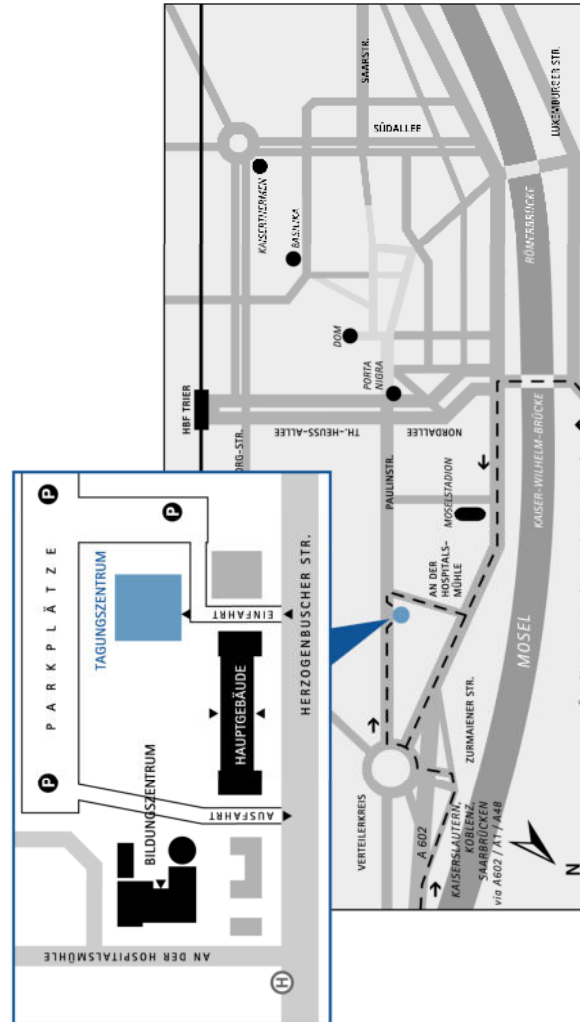 SAARSTR.
SÜDALLEE
LUXEMBURGER STR.
KAISERTHERMEN
BASILIKA
RÖMERBRÜCKE
DOM
PORTA
NIGRA
HBF TRIER
TH.-HEUSS-ALLEE
NORDALLEE
KAISER-WILHELM-BRÜCKE
ORG-STR.
PAULINSTR.
MOSELSTADION
AN DER
HOSPITALS-
MÜHLE
MOSEL
ZURMAIENER STR.
VERTEILERKREIS
A 602
KAISERSLAUTERN,
KOBLENZ,
SAARBRÜCKEN
via A602 / A1 / A48
N
P
P
P
PARKPLÄTZE
TAGUNGSZENTRUM
EINFAHRT
HERZOGENBUSCHER STR.
HAUPTGEBÄUDE
BILDUNGSZENTRUM
AUSFAHRT
AN DER HOSPITALSMÜHLE
H